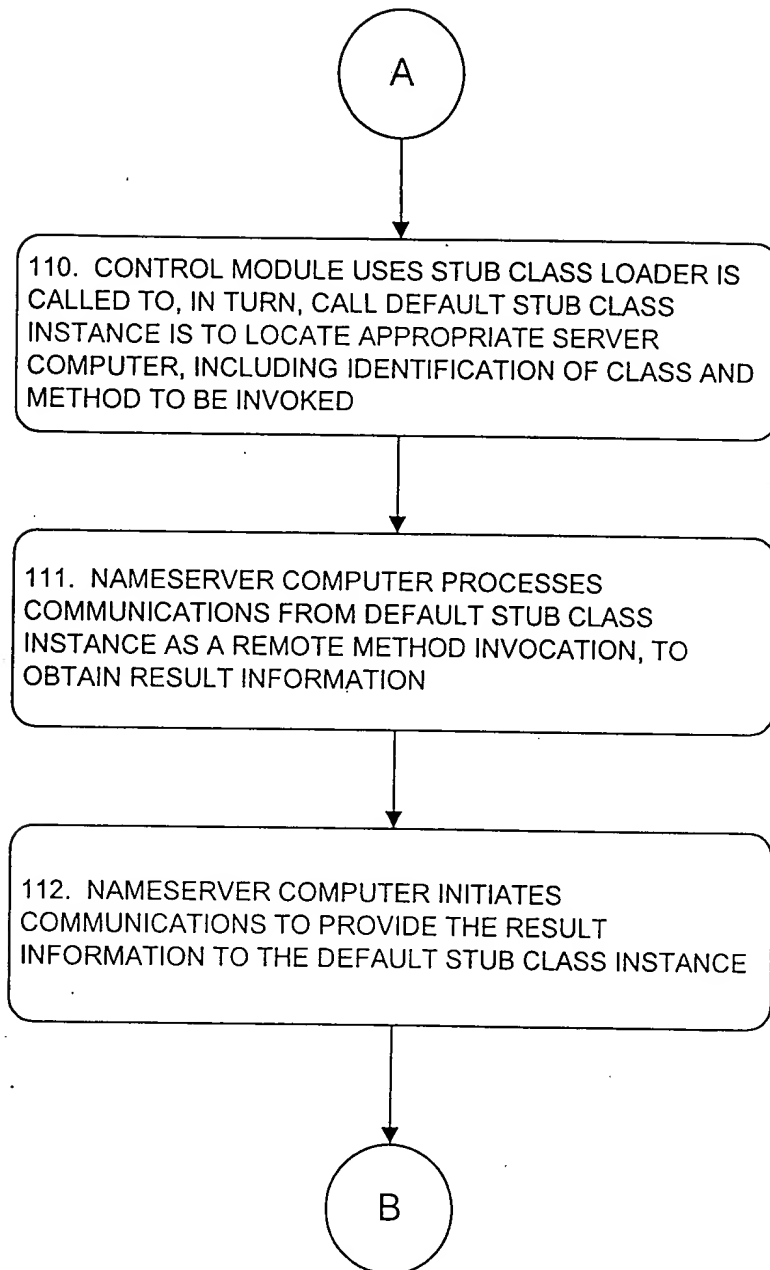 A
110. CONTROL MODULE USES STUB CLASS LOADER IS
CALLED TO, IN TURN, CALL DEFAULT STUB CLASS
INSTANCE IS TO LOCATE APPROPRIATE SERVER
COMPUTER, INCLUDING IDENTIFICATION OF CLASS AND
METHOD TO BE INVOKED
111. NAMESERVER COMPUTER PROCESSES
COMMUNICATIONS FROM DEFAULT STUB CLASS
INSTANCE AS A REMOTE METHOD INVOCATION, TO
OBTAIN RESULT INFORMATION
112. NAMESERVER COMPUTER INITIATES
COMMUNICATIONS TO PROVIDE THE RESULT
INFORMATION TO THE DEFAULT STUB CLASS INSTANCE
B